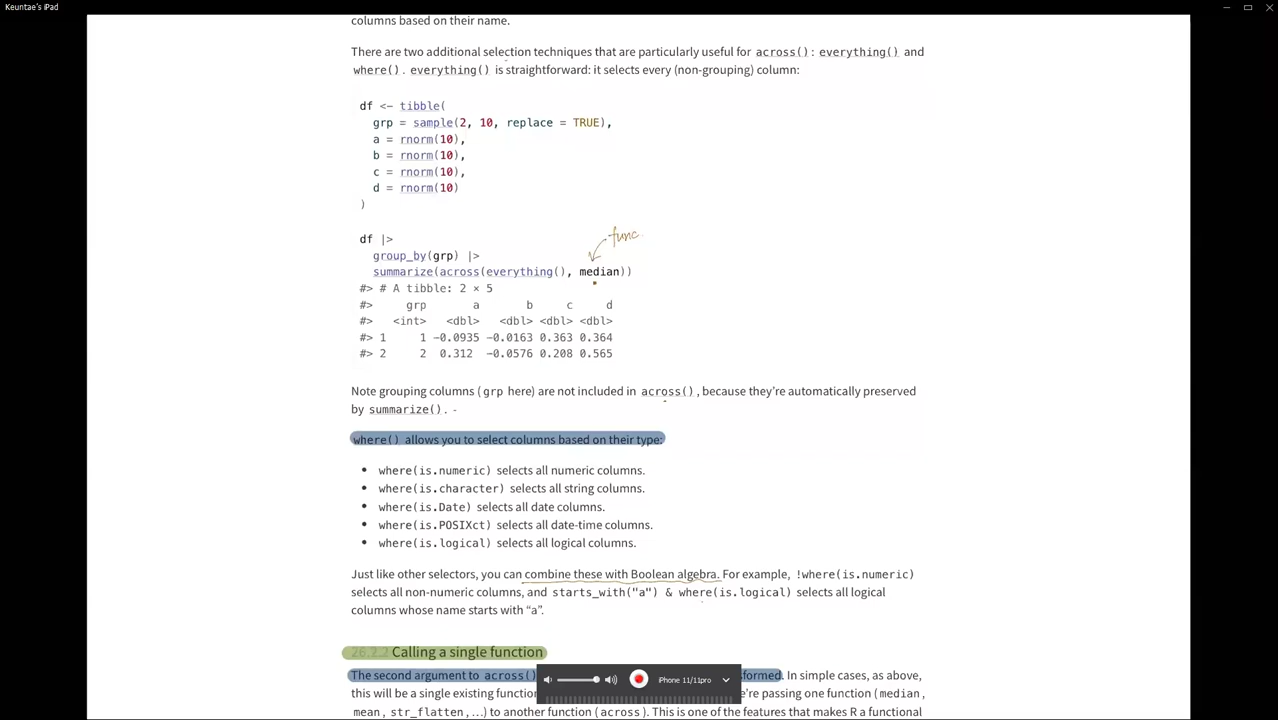 Keuntae's iPad
columns based on their name.
There are two additional selection techniques that are particularly useful for across(): everything() and
where(). everything() is straightforward: it selects every (non-grouping) column:
df <- tibble(
  grp = sample(2, 10, replace = TRUE),
  a = rnorm(10),
  b = rnorm(10),
  c = rnorm(10),
  d = rnorm(10)
)
df |>
func
  group_by(grp) |>
  summarize(across(everything(), median))
#> # A tibble: 2 × 5
#>     grp       a       b     c     d
#>   <int>   <dbl>   <dbl> <dbl> <dbl>
#> 1     1 -0.0935 -0.0163 0.363 0.364
#> 2     2  0.312  -0.0576 0.208 0.565
Note grouping columns (grp here) are not included in across(), because they're automatically preserved
by summarize().
where() allows you to select columns based on their type:
• where(is.numeric) selects all numeric columns.
• where(is.character) selects all string columns.
• where(is.Date) selects all date columns.
• where(is.POSIXct) selects all date-time columns.
• where(is.logical) selects all logical columns.
Just like other selectors, you can combine these with Boolean algebra. For example, !where(is.numeric)
selects all non-numeric columns, and starts_with("a") & where(is.logical) selects all logical
columns whose name starts with “a”.
26.2.2 Calling a single function
The second argument to across() formed. In simple cases, as above,
this will be a single existing function 're passing one function (median,
mean, str_flatten, …) to another function (across). This is one of the features that makes R a functional
iPhone 11/11pro